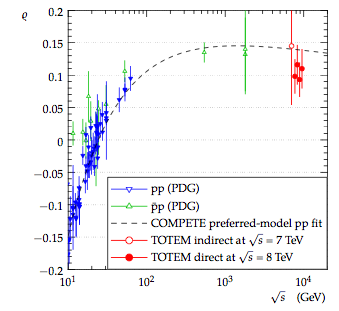 ϱ
0.2
0.15
0.1
0.05
0
−0.05
−0.1
−0.15
−0.2
pp (PDG)
p̄p (PDG)
COMPETE preferred-model pp fit
TOTEM indirect at √s = 7 TeV
TOTEM direct at √s = 8 TeV
10¹ 10² 10³ 10⁴
√s (GeV)